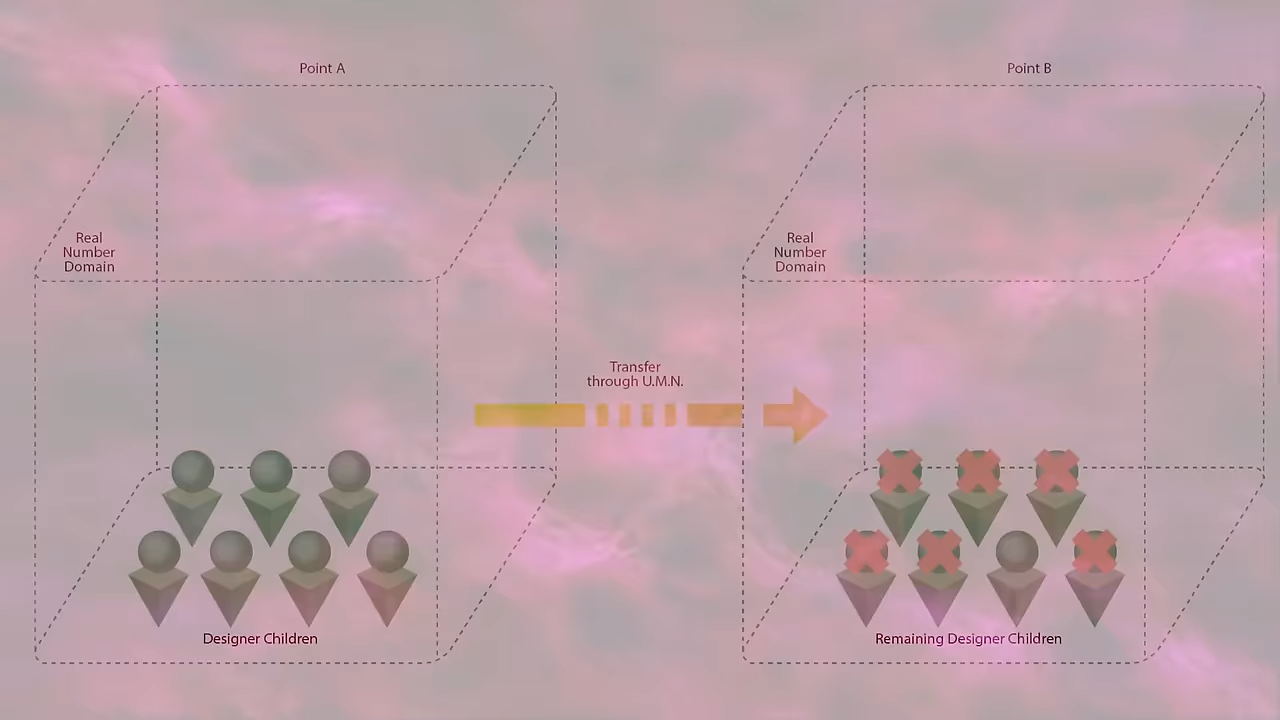 Point A
Point B
Real
Number
Domain
Real
Number
Domain
Transfer
through U.M.N.
Designer Children
Remaining Designer Children